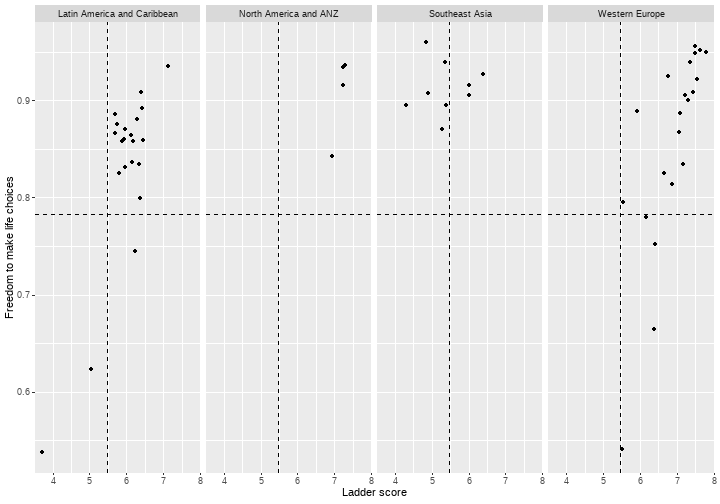 Latin America and Caribbean North America and ANZ Southeast Asia Western Europe
Freedom to make life choices
0.9
0.8
0.7
0.6
4 5 6 7 8 4 5 6 7 8 4 5 6 7 8 4 5 6 7 8
Ladder score